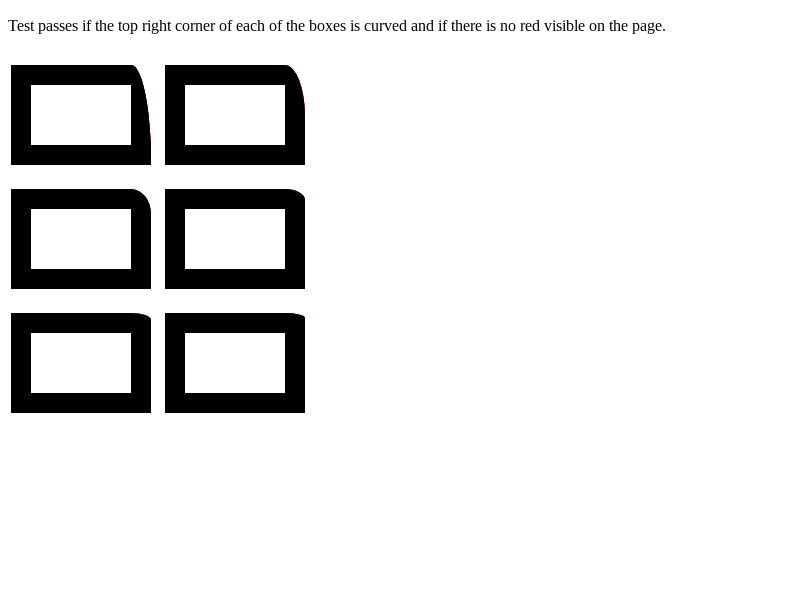 Test passes if the top right corner of each of the boxes is curved and if there is no red visible on the page.